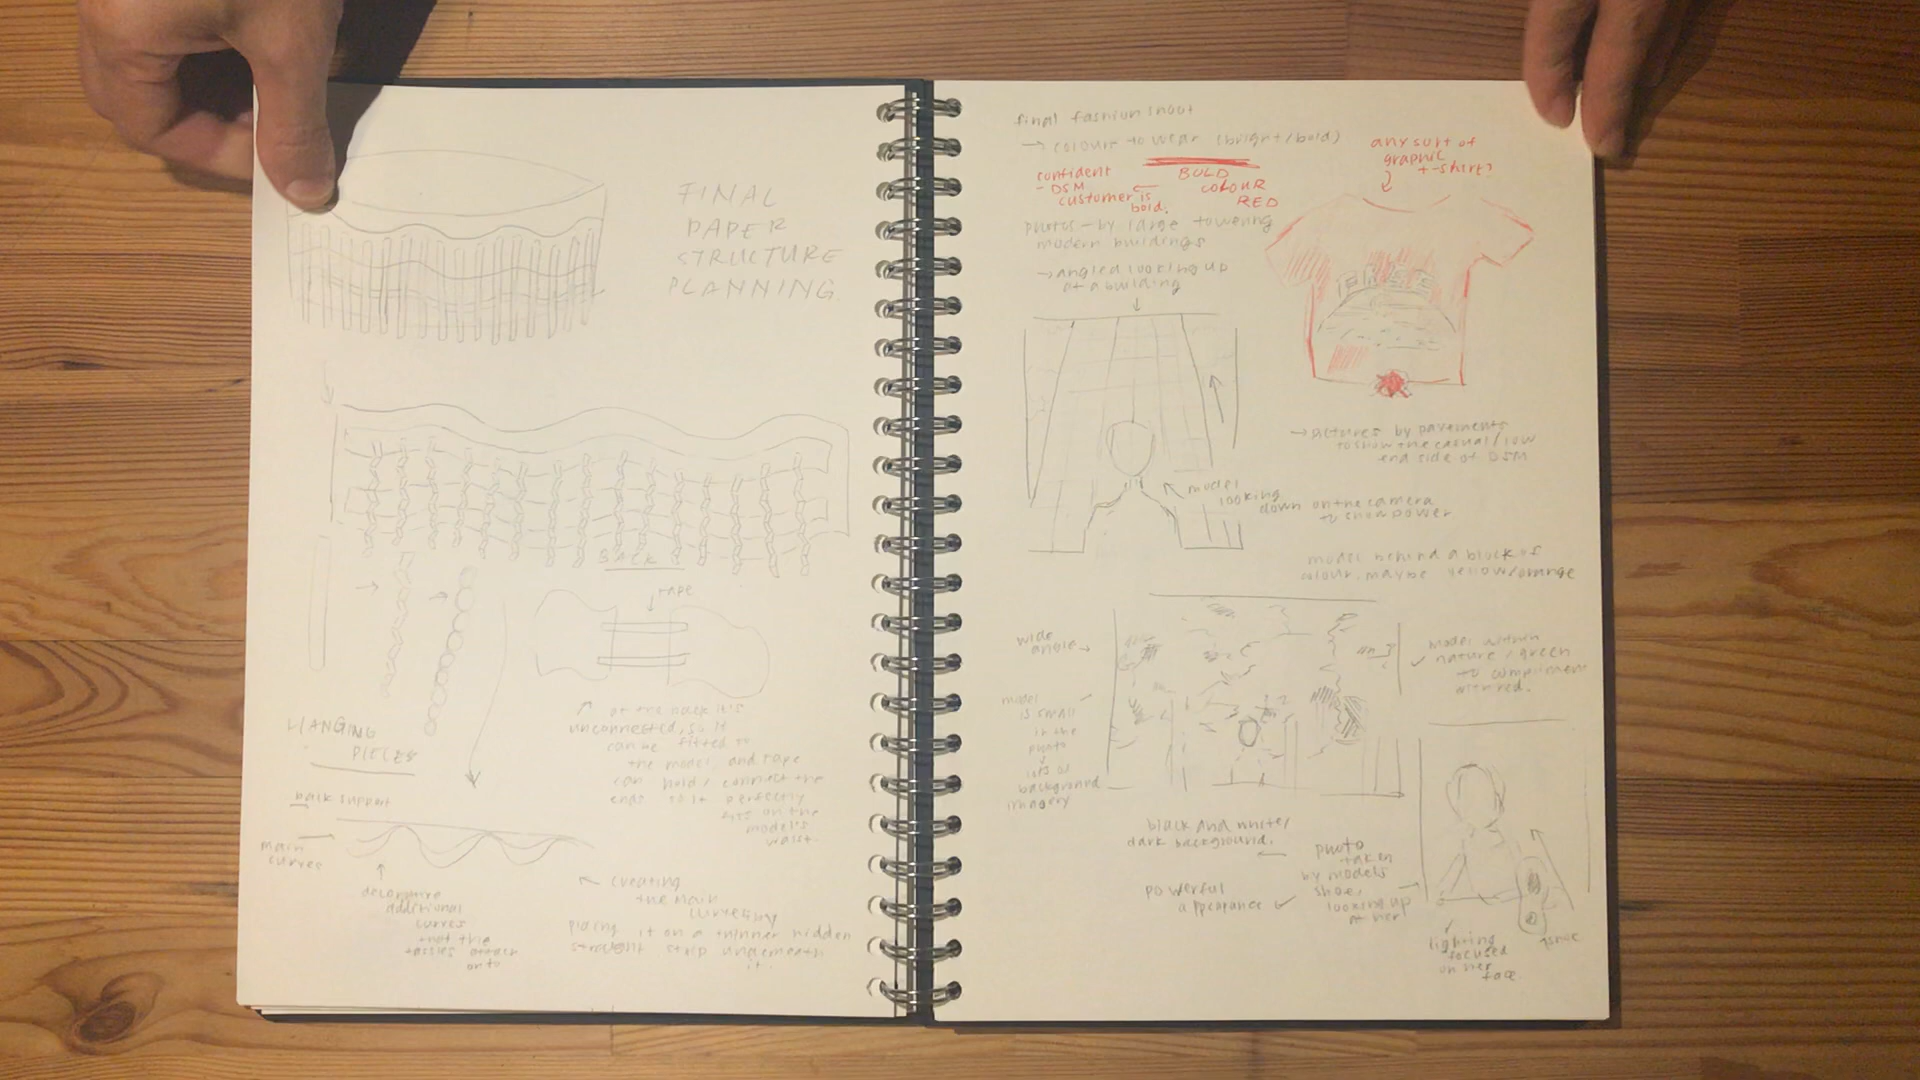 FINAL
PAPER
STRUCTURE
PLANNING
BACK
tape
↗ at the back it's
unconnected, so it
can be fitted to
the model, and tape
can hold / connect the
ends so it perfectly
fits on the
model's
waist
HANGING
PIECES
back support
main
curves
decorative
additional
curves
that the
tassles attach
onto
creating
the main
curves by
placing it on a thinner hidden
straight strip underneath
it
final fashion shoot
→ colours to wear (bright/bold)
confident
- DSM
customer is
bold.
BOLD
COLOUR
RED
any sort of
graphic
t-shirt?
photos - by large towering
modern buildings
→ angled looking up
at a building
→ pictures by pavements
to show the casual / low
end side of DSM
model
looking
down on the camera
to show power
model behind a block of
colour, maybe yellow/orange
wide
angle →
model within
nature / green
to compliment
the red.
model
is small
in the
photo
lots of
background
imagery
black and white/
dark background.
powerful
appearance
photo
taken
by models
shoe,
looking up
at her
shoe
lighting
focused
on her
face.